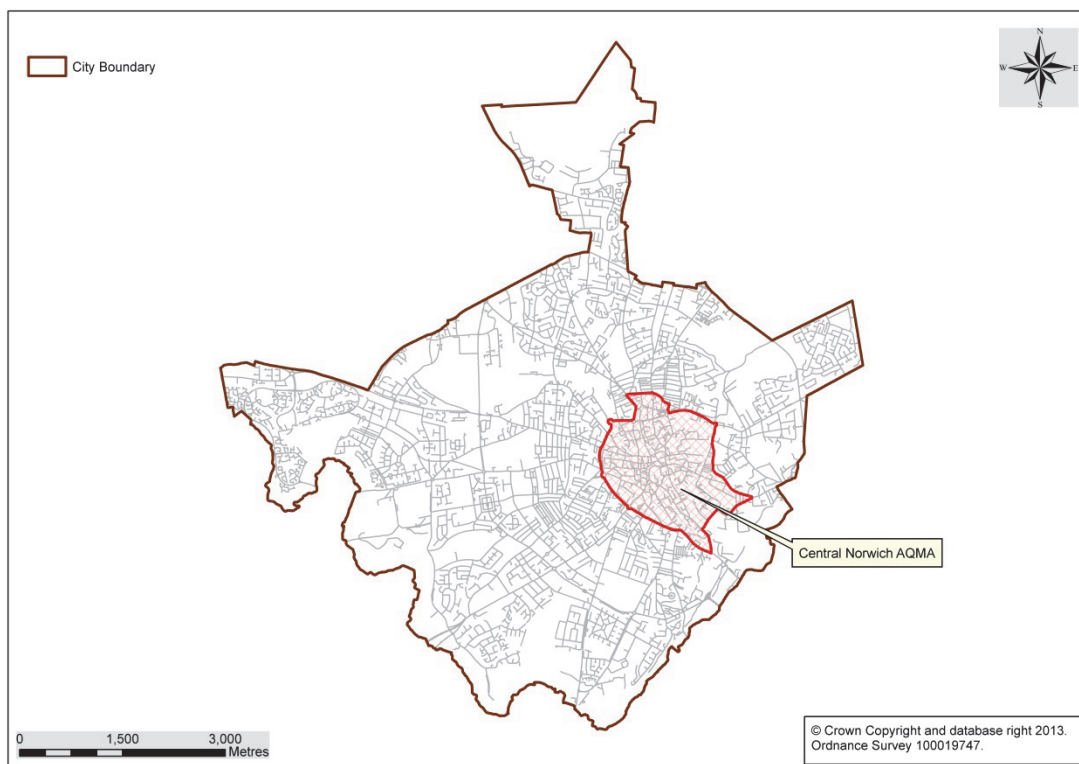 City Boundary
N
W E
S
Central Norwich AQMA
0 1,500 3,000
Metres
© Crown Copyright and database right 2013.
Ordnance Survey 100019747.